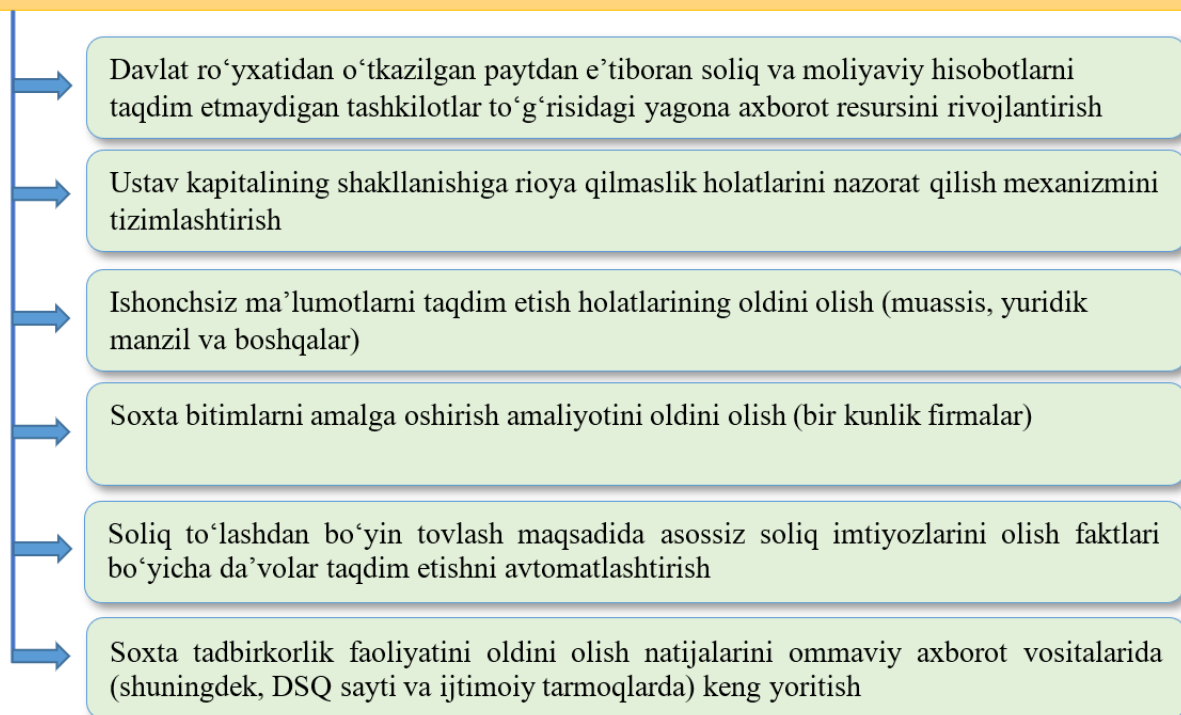 Davlat ro‘yxatidan o‘tkazilgan paytdan e’tiboran soliq va moliyaviy hisobotlarni
taqdim etmaydigan tashkilotlar to‘g‘risidagi yagona axborot resursini rivojlantirish
Ustav kapitalining shakllanishiga rioya qilmaslik holatlarini nazorat qilish mexanizmini
tizimlashtirish
Ishonchsiz ma’lumotlarni taqdim etish holatlarining oldini olish (muassis, yuridik
manzil va boshqalar)
Soxta bitimlarni amalga oshirish amaliyotini oldini olish (bir kunlik firmalar)
Soliq to‘lashdan bo‘yin tovlash maqsadida asossiz soliq imtiyozlarini olish faktlari
bo‘yicha da’volar taqdim etishni avtomatlashtirish
Soxta tadbirkorlik faoliyatini oldini olish natijalarini ommaviy axborot vositalarida
(shuningdek, DSQ sayti va ijtimoiy tarmoqlarda) keng yoritish